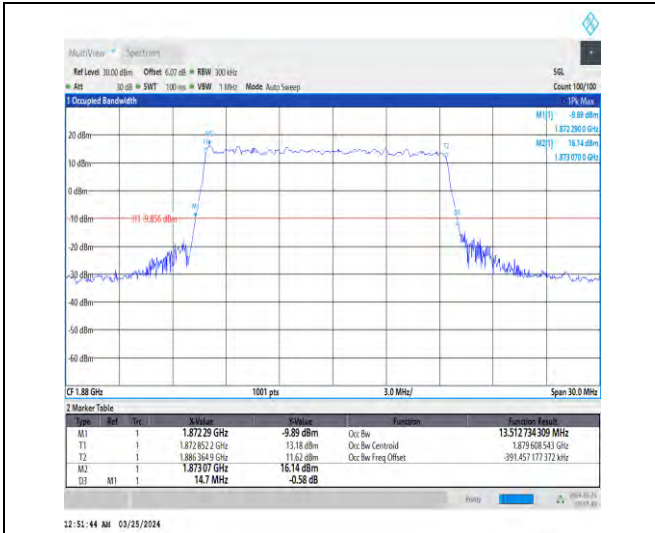 MultiView Spectrum
Ref Level 30.00 dBm Offset 6.07 dB RBW 300 kHz SGL
Att 30 dB SWT 100 ms VBW 1 MHz Mode Auto Sweep Count 100/100
1 Occupied Bandwidth 1Pk Max
M1[1] -9.89 dBm
1.872 290 0 GHz
M2[1] 16.14 dBm
1.873 070 0 GHz
20 dBm
M2
T1
T2
10 dBm
0 dBm
M1
D3
-10 dBm
H1 -9.856 dBm
-20 dBm
-30 dBm
-40 dBm
-50 dBm
-60 dBm
CF 1.88 GHz 1001 pts 3.0 MHz/ Span 30.0 MHz
2 Marker Table
Type Ref Trc X-Value Y-Value Function Function Result
M1 1 1.872 29 GHz -9.89 dBm Occ Bw 13.512 734 309 MHz
T1 1 1.872 852 2 GHz 13.18 dBm Occ Bw Centroid 1.879 608 543 GHz
T2 1 1.886 364 9 GHz 11.62 dBm Occ Bw Freq Offset -391.457 177 372 kHz
M2 1 1.873 07 GHz 16.14 dBm
D3 M1 1 14.7 MHz -0.58 dB
Ready
12:51:44 AM 03/25/2024